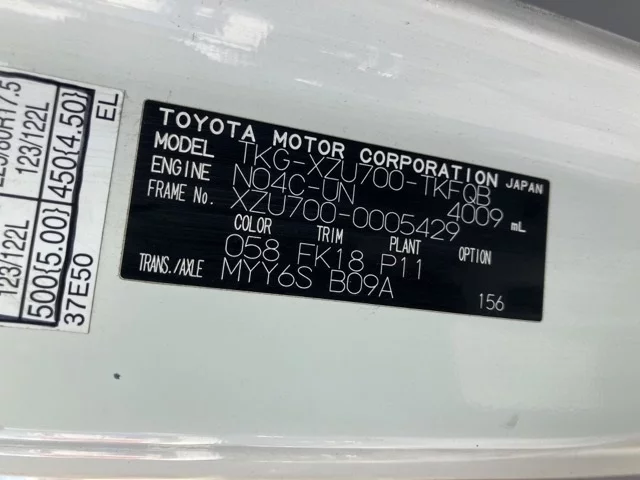 123/122L
123/122L
500{5.00} 450{4.50}
37E50
EL
TOYOTA MOTOR CORPORATION JAPAN
MODEL TKG-XZU700-TKFQB
ENGINE N04C-UN 4009 mL
FRAME No. XZU700-0005429
COLOR TRIM PLANT OPTION
058 FK18 P11
TRANS./AXLE MYY6S B09A
156